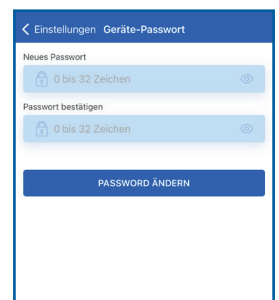 Einstellungen Geräte-Passwort
Neues Passwort
0 bis 32 Zeichen
Passwort bestätigen
0 bis 32 Zeichen
PASSWORD ÄNDERN